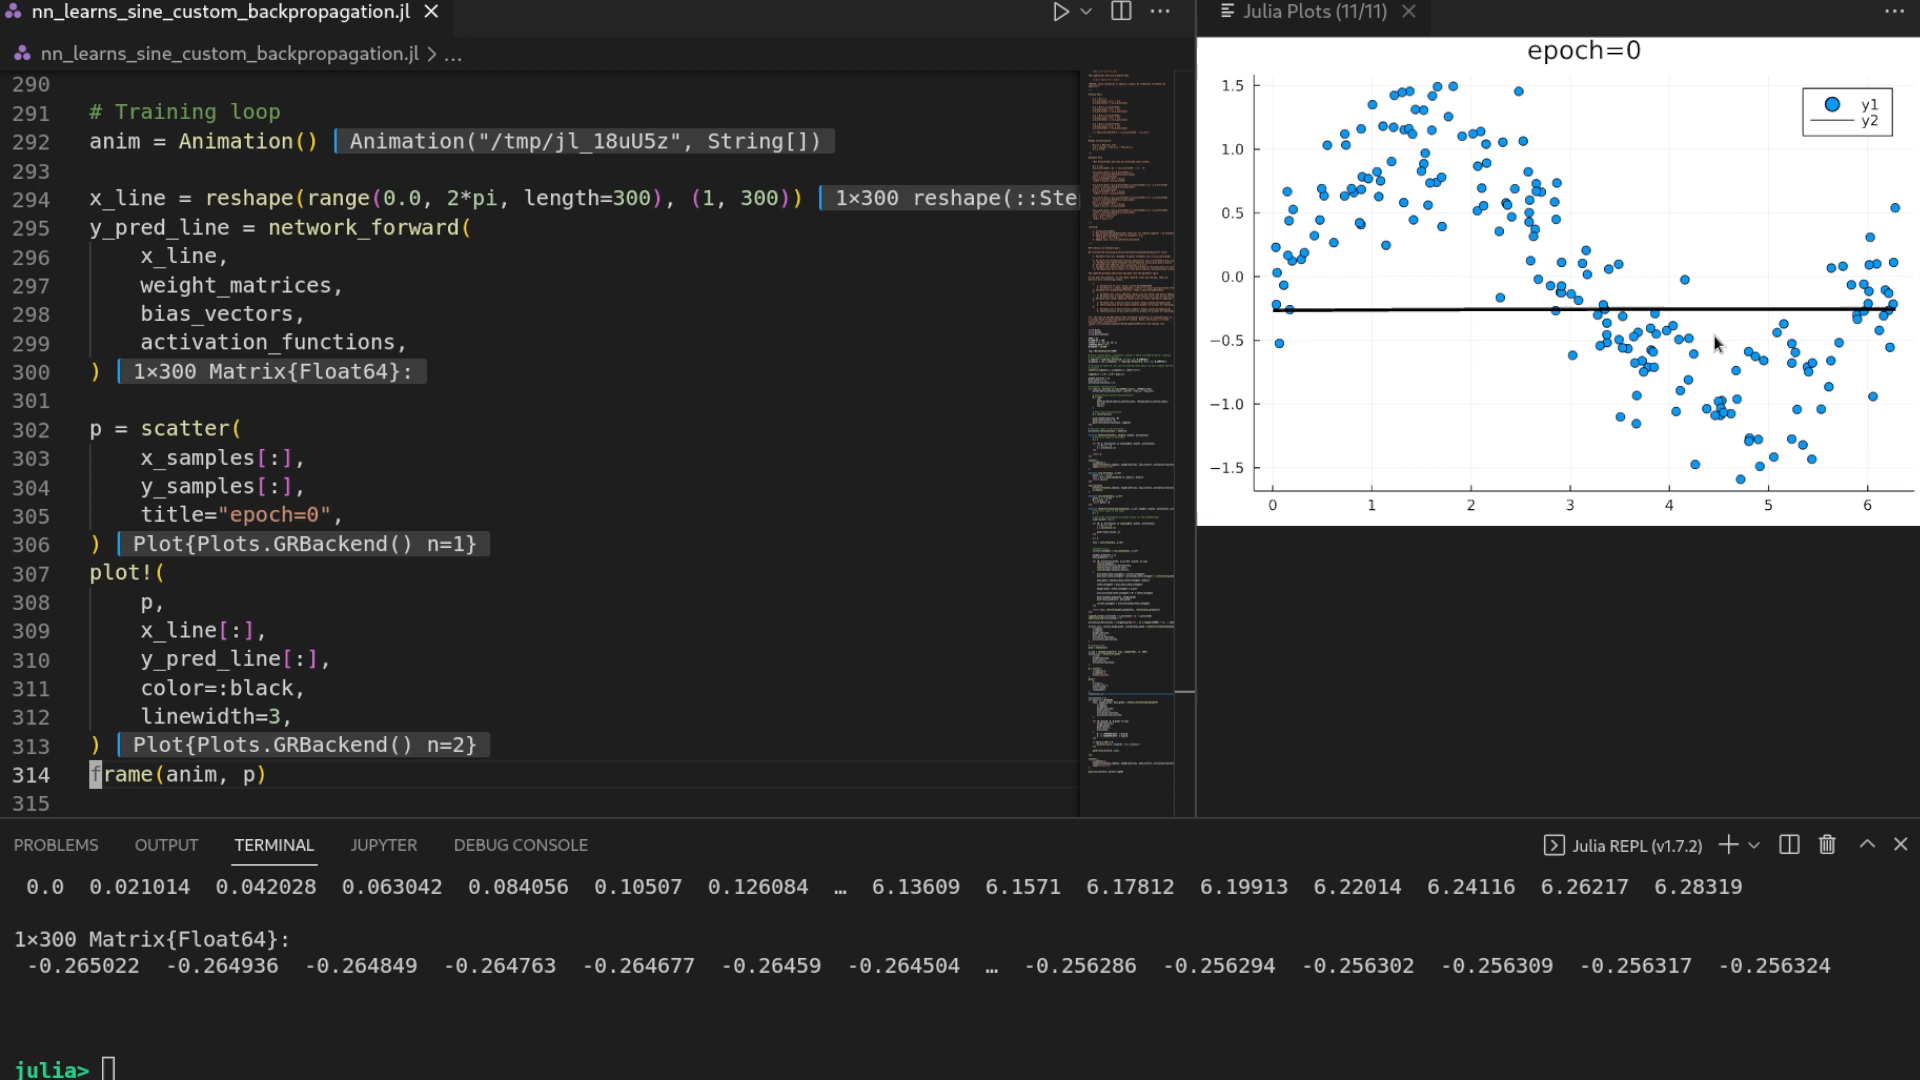 nn_learns_sine_custom_backpropagation.jl
nn_learns_sine_custom_backpropagation.jl > ...
290
291 # Training loop
292 anim = Animation() Animation("/tmp/jl_18uU5z", String[])
293
294 x_line = reshape(range(0.0, 2*pi, length=300), (1, 300)) 1×300 reshape(::Ste
295 y_pred_line = network_forward(
296 x_line,
297 weight_matrices,
298 bias_vectors,
299 activation_functions,
300 ) 1×300 Matrix{Float64}:
301
302 p = scatter(
303 x_samples[:],
304 y_samples[:],
305 title="epoch=0",
306 ) Plot{Plots.GRBackend() n=1}
307 plot!(
308 p,
309 x_line[:],
310 y_pred_line[:],
311 color=:black,
312 linewidth=3,
313 ) Plot{Plots.GRBackend() n=2}
314 frame(anim, p)
315
Julia Plots (11/11)
epoch=0
y1
y2
1.5
1.0
0.5
0.0
−0.5
−1.0
−1.5
0 1 2 3 4 5 6
PROBLEMS OUTPUT TERMINAL JUPYTER DEBUG CONSOLE
Julia REPL (v1.7.2)
0.0 0.021014 0.042028 0.063042 0.084056 0.10507 0.126084 … 6.13609 6.1571 6.17812 6.19913 6.22014 6.24116 6.26217 6.28319
1×300 Matrix{Float64}:
-0.265022 -0.264936 -0.264849 -0.264763 -0.264677 -0.26459 -0.264504 … -0.256286 -0.256294 -0.256302 -0.256309 -0.256317 -0.256324
julia>